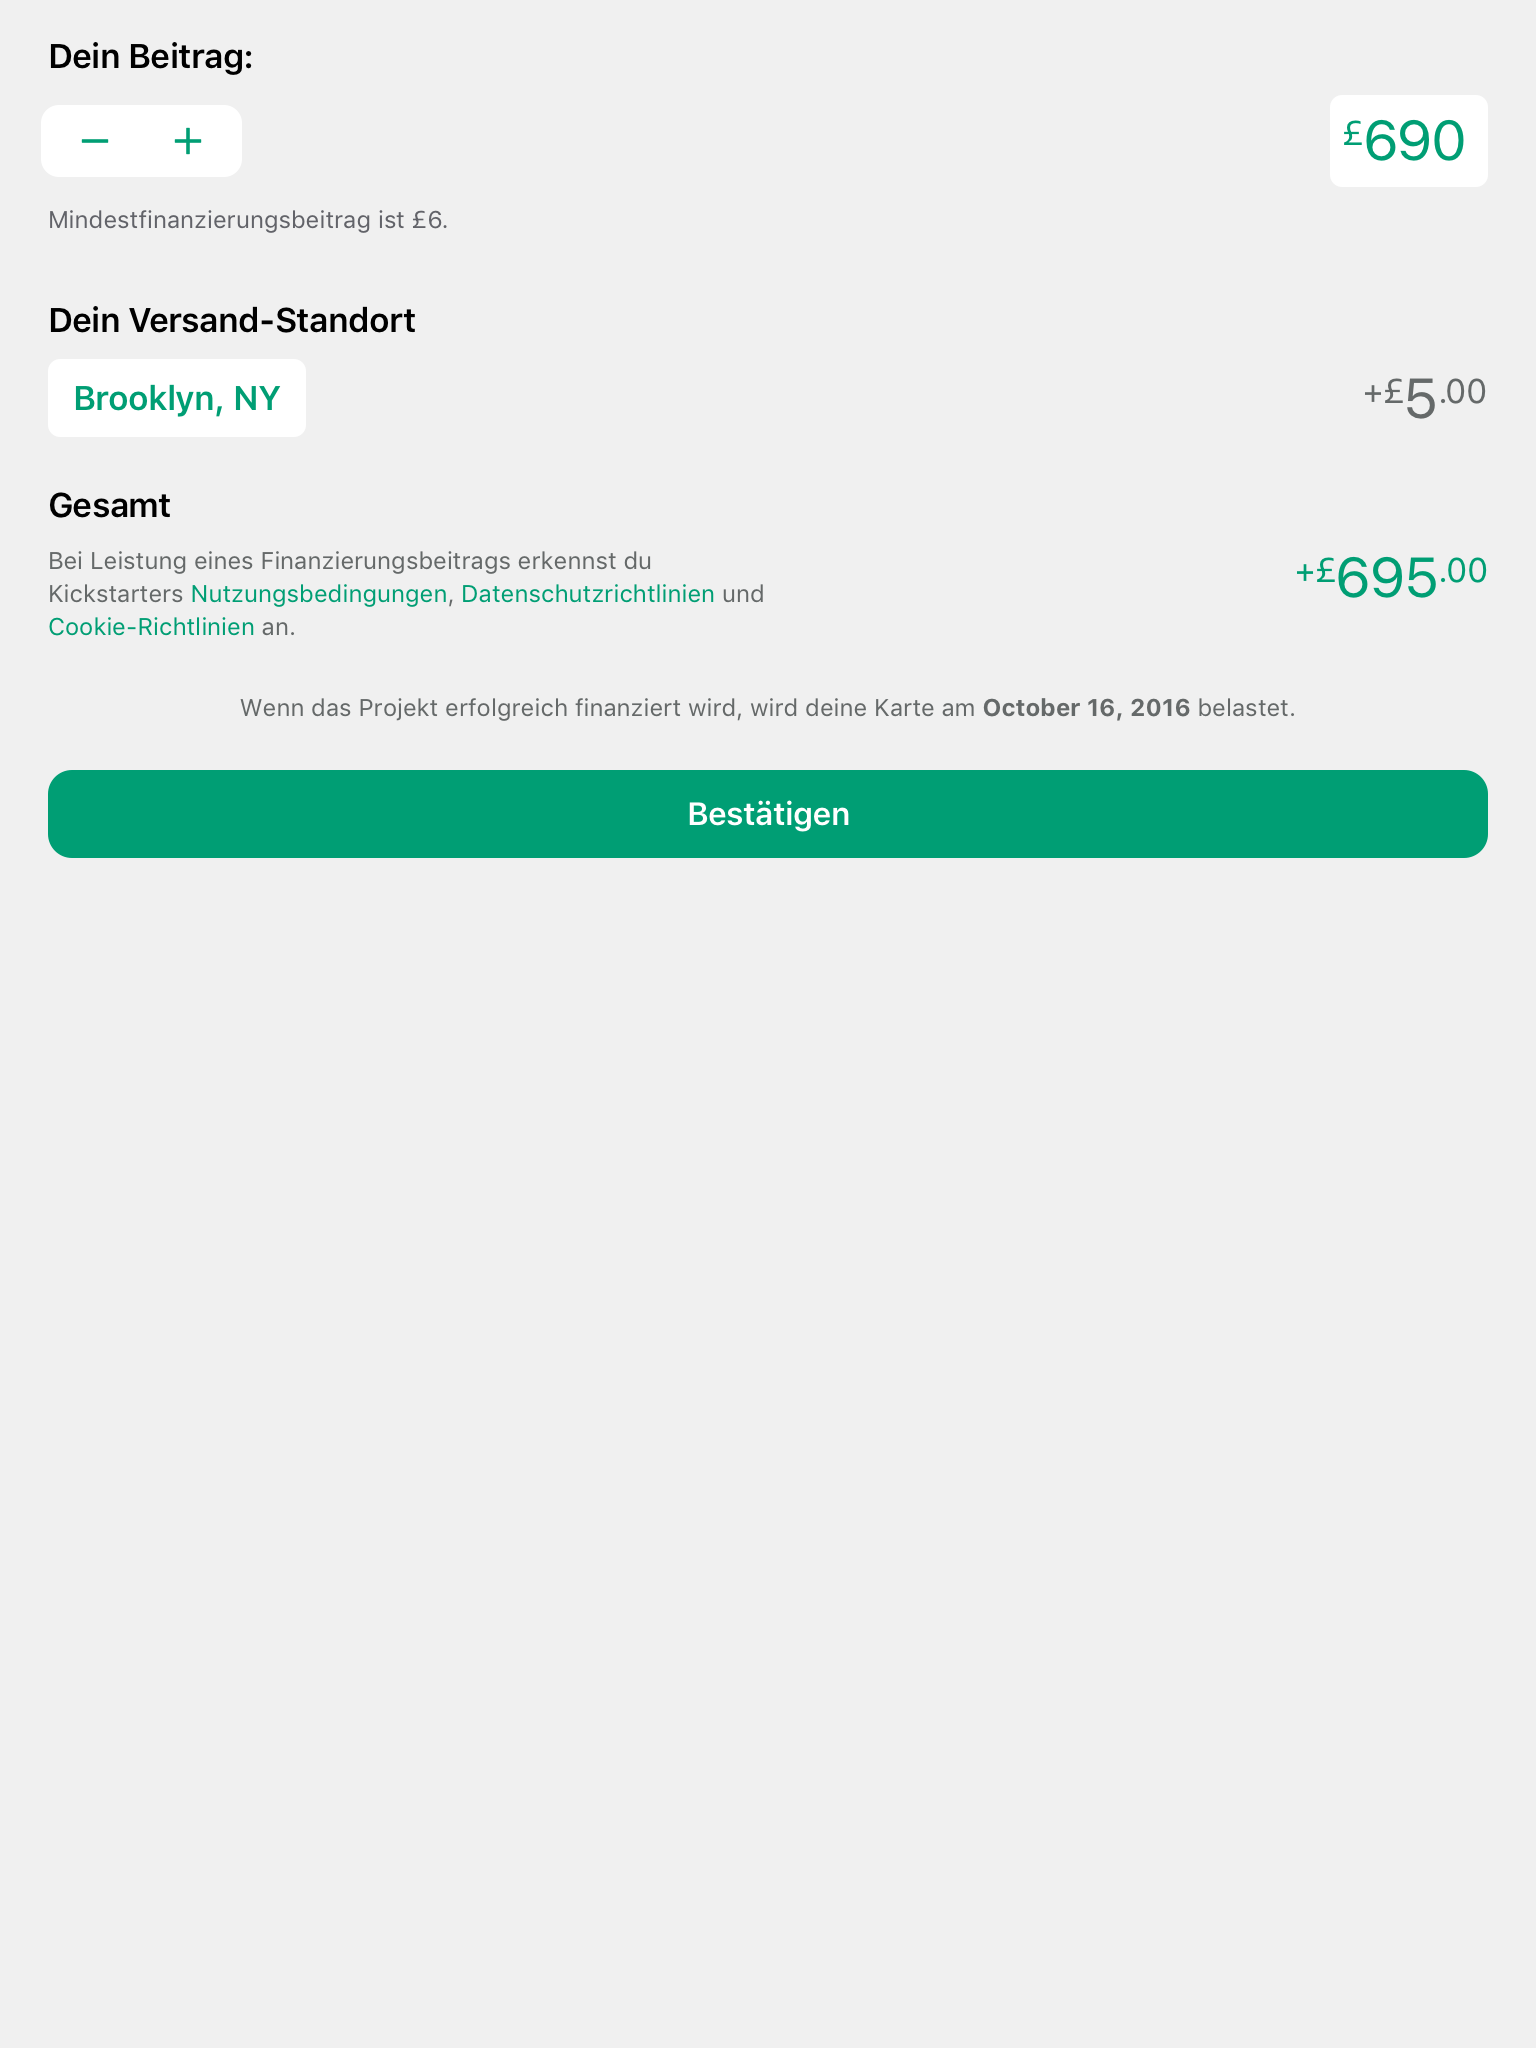 Dein Beitrag:
− +
£690
Mindestfinanzierungsbeitrag ist £6.
Dein Versand-Standort
Brooklyn, NY
+£5.00
Gesamt
Bei Leistung eines Finanzierungsbeitrags erkennst du
Kickstarters Nutzungsbedingungen, Datenschutzrichtlinien und
Cookie-Richtlinien an.
+£695.00
Wenn das Projekt erfolgreich finanziert wird, wird deine Karte am October 16, 2016 belastet.
Bestätigen